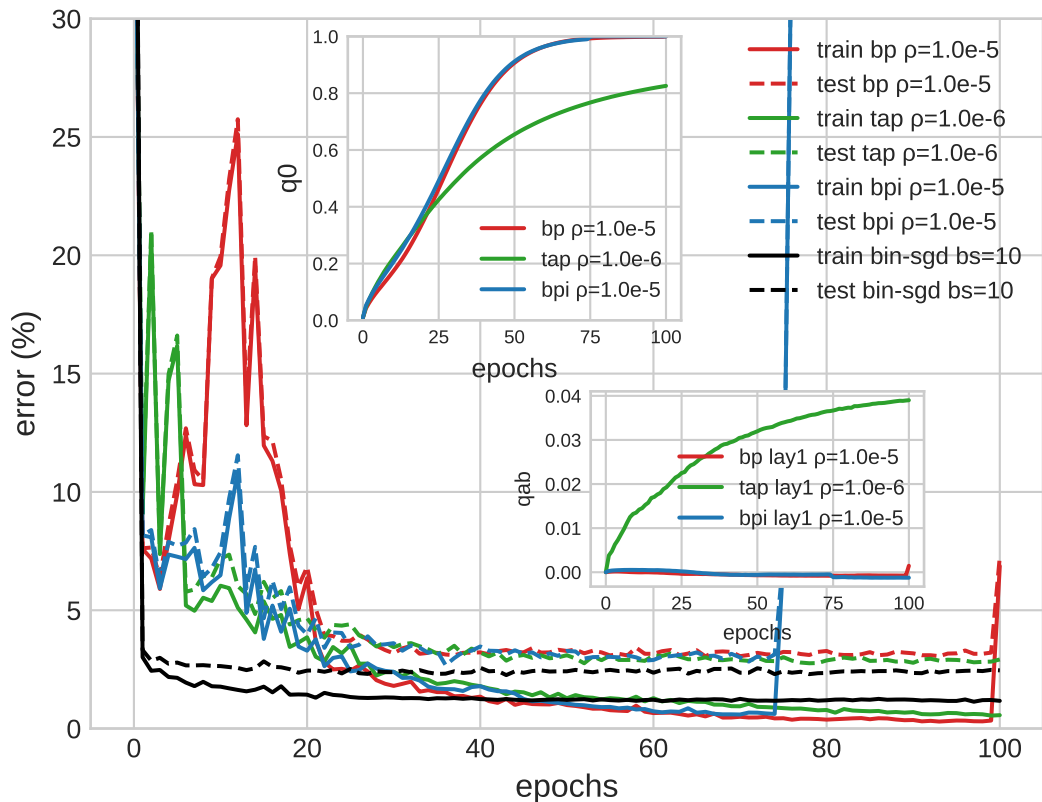 30
25
20
15
10
5
0
error (%)
0
20
40
60
80
100
epochs
train bp ρ=1.0e-5
test bp ρ=1.0e-5
train tap ρ=1.0e-6
test tap ρ=1.0e-6
train bpi ρ=1.0e-5
test bpi ρ=1.0e-5
train bin-sgd bs=10
test bin-sgd bs=10
1.0
0.8
0.6
0.4
0.2
0.0
q0
bp ρ=1.0e-5
tap ρ=1.0e-6
bpi ρ=1.0e-5
0
25
50
75
100
epochs
0.04
0.03
0.02
0.01
0.00
qab
bp lay1 ρ=1.0e-5
tap lay1 ρ=1.0e-6
bpi lay1 ρ=1.0e-5
0
25
50
75
100
epochs